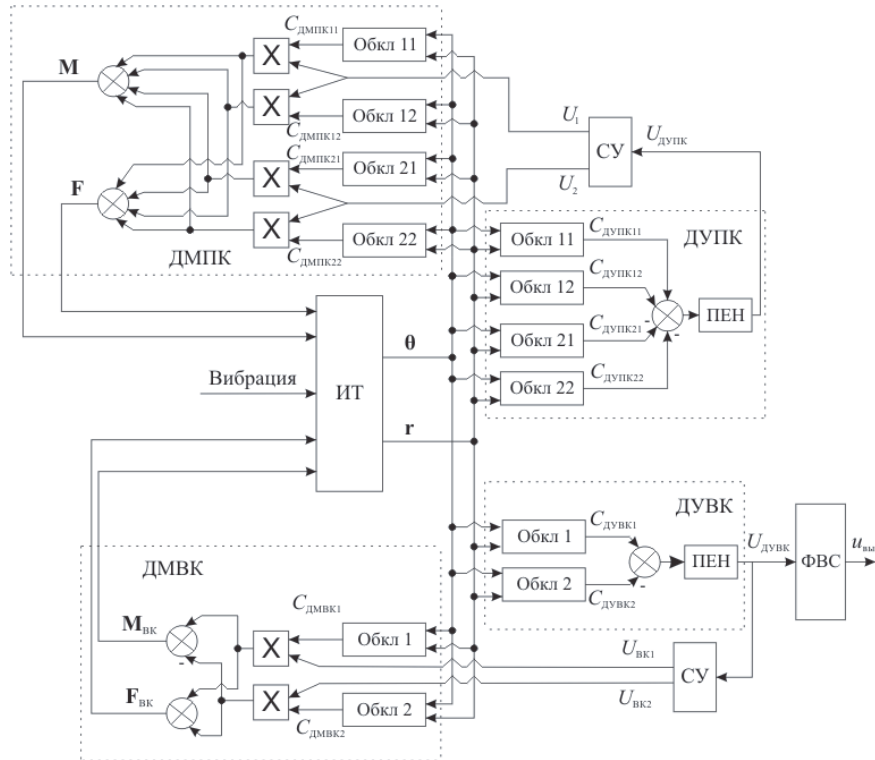 C_ДМПК11
Обкл 11
X
M
X
Обкл 12
C_ДМПК12
C_ДМПК21
X
Обкл 21
F
X
Обкл 22
C_ДМПК22
ДМПК
U_1
U_2
СУ
U_ДУПК
ДУПК
Обкл 11
C_ДУПК11
Обкл 12
C_ДУПК12
-
ПЕН
Обкл 21
C_ДУПК21
-
Обкл 22
C_ДУПК22
Вибрация
ИТ
θ
r
ДУВК
Обкл 1
C_ДУВК1
ПЕН
U_ДУВК
ФВС
u_вы
Обкл 2
C_ДУВК2
-
ДМВК
C_ДМВК1
M_ВК
-
X
Обкл 1
U_ВК1
СУ
F_ВК
X
Обкл 2
U_ВК2
C_ДМВК2